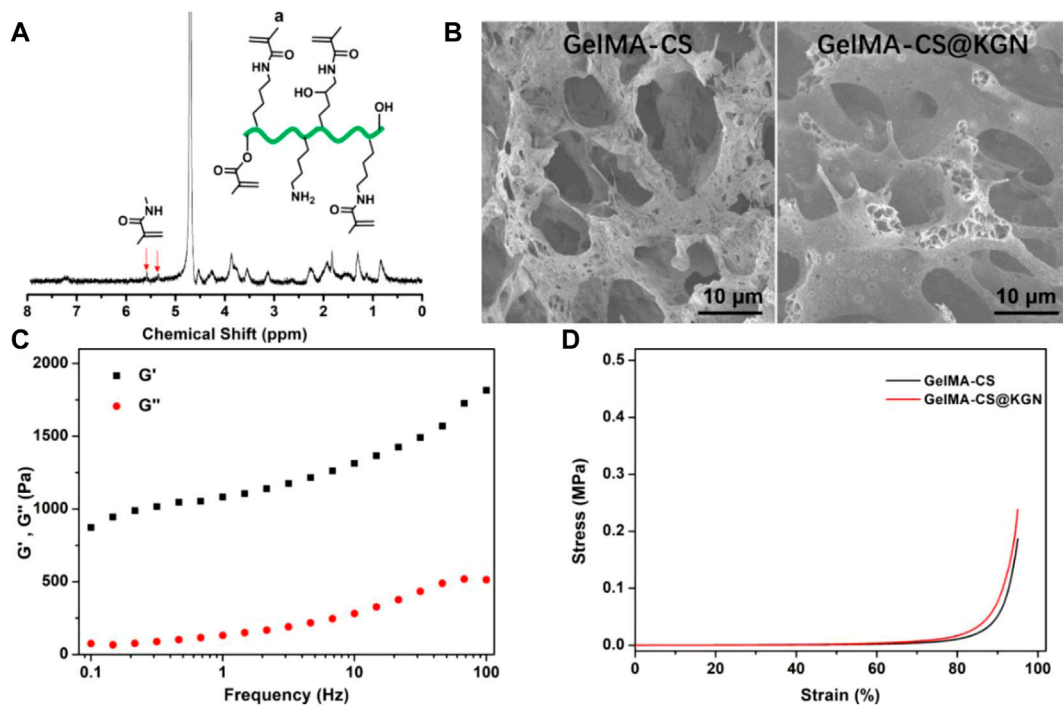 A
a
O
HN
O
NH
HO
OH
O
O
NH₂
HN
O
NH
O
8 7 6 5 4 3 2 1 0
Chemical Shift (ppm)
B
GelMA-CS
10 μm
GelMA-CS@KGN
10 μm
C
G'
G"
2000
1500
1000
500
0
G' , G" (Pa)
0.1 1 10 100
Frequency (Hz)
D
GelMA-CS
GelMA-CS@KGN
0.5
0.4
0.3
0.2
0.1
0.0
Stress (MPa)
0 20 40 60 80 100
Strain (%)